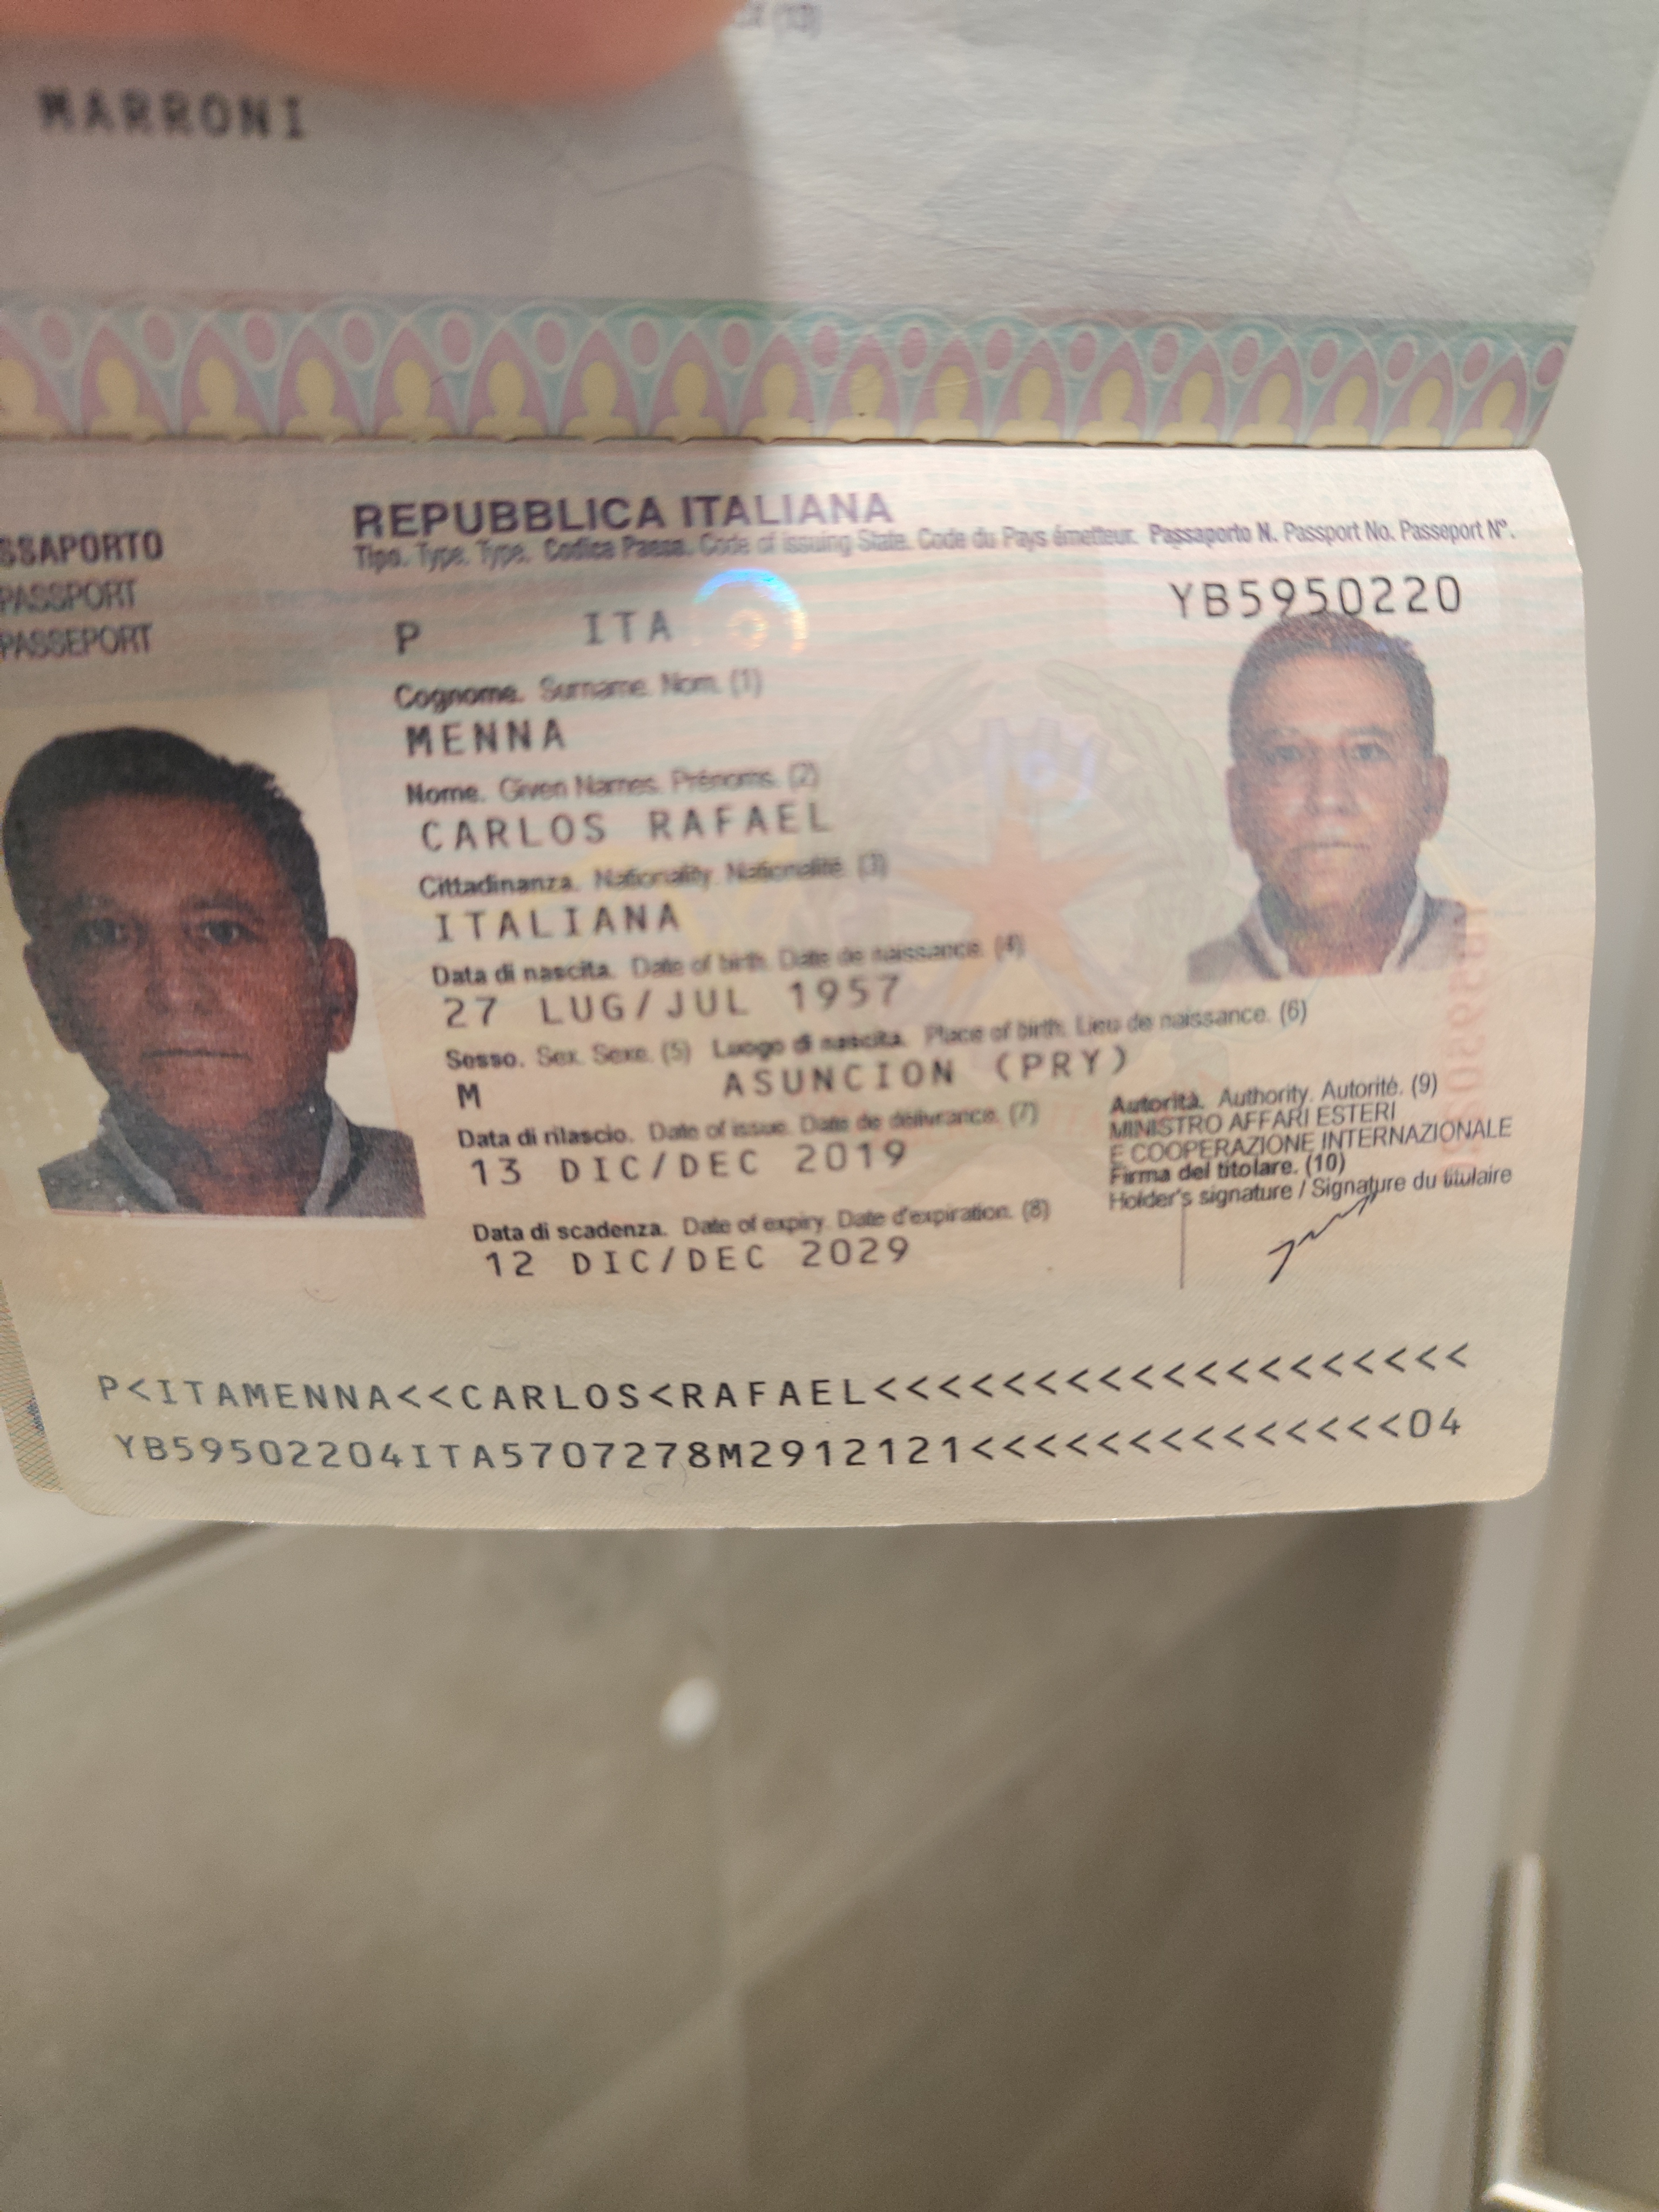 MARRONI
SSAPORTO
PASSPORT
PASSEPORT
REPUBBLICA ITALIANA
Tipo. Type. Type. Codice Paese. Code of issuing State. Code du Pays émetteur. Passaporto N. Passport No. Passeport N°.
P ITA YB5950220
Cognome. Surname. Nom. (1)
MENNA
Nome. Given Names. Prénoms. (2)
CARLOS RAFAEL
Cittadinanza. Nationality. Nationalité. (3)
ITALIANA
Data di nascita. Date of birth. Date de naissance. (4)
27 LUG/JUL 1957
Sesso. Sex. Sexe. (5) Luogo di nascita. Place of birth. Lieu de naissance. (6)
M ASUNCION (PRY)
Data di rilascio. Date of issue. Date de délivrance. (7)
13 DIC/DEC 2019
Data di scadenza. Date of expiry. Date d'expiration. (8)
12 DIC/DEC 2029
Autorità. Authority. Autorité. (9)
MINISTRO AFFARI ESTERI
E COOPERAZIONE INTERNAZIONALE
Firma del titolare. (10)
Holder's signature / Signature du titulaire
P<ITAMENNA<<CARLOS<RAFAEL<<<<<<<<<<<<<<<<<<<
YB59502204ITA5707278M2912121<<<<<<<<<<<<<<04